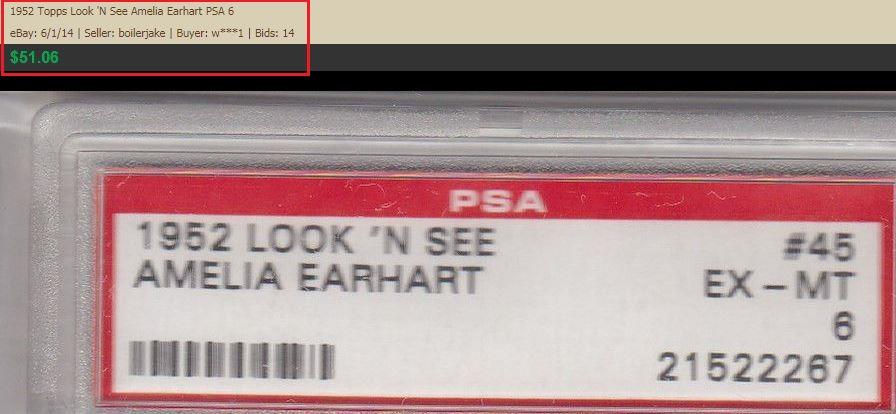 1952 Topps Look 'N See Amelia Earhart PSA 6
eBay: 6/1/14 | Seller: boilerjake | Buyer: w***1 | Bids: 14
$51.06
PSA
1952 LOOK 'N SEE #45
AMELIA EARHART EX - MT
6
21522267